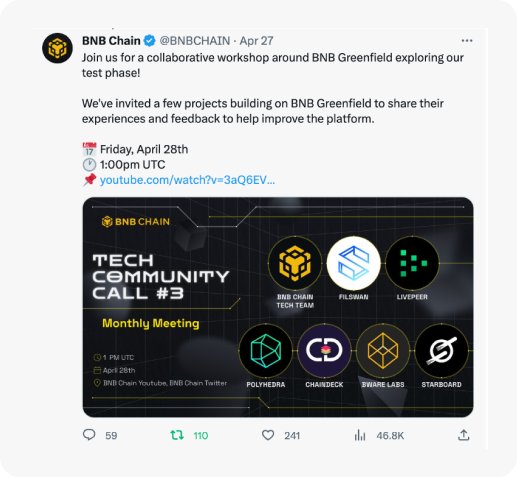 BNB Chain @BNBCHAIN · Apr 27
Join us for a collaborative workshop around BNB Greenfield exploring our
test phase!
We've invited a few projects building on BNB Greenfield to share their
experiences and feedback to help improve the platform.
Friday, April 28th
1:00pm UTC
youtube.com/watch?v=3aQ6EV...
BNB CHAIN
TECH
COMMUNITY
CALL #3
Monthly Meeting
1 PM UTC
April 28th
BNB Chain Youtube, BNB Chain Twitter
BNB CHAIN
TECH TEAM
FILSWAN
LIVEPEER
POLYHEDRA
CHAINDECK
BWARE LABS
STARBOARD
59
110
241
46.8K